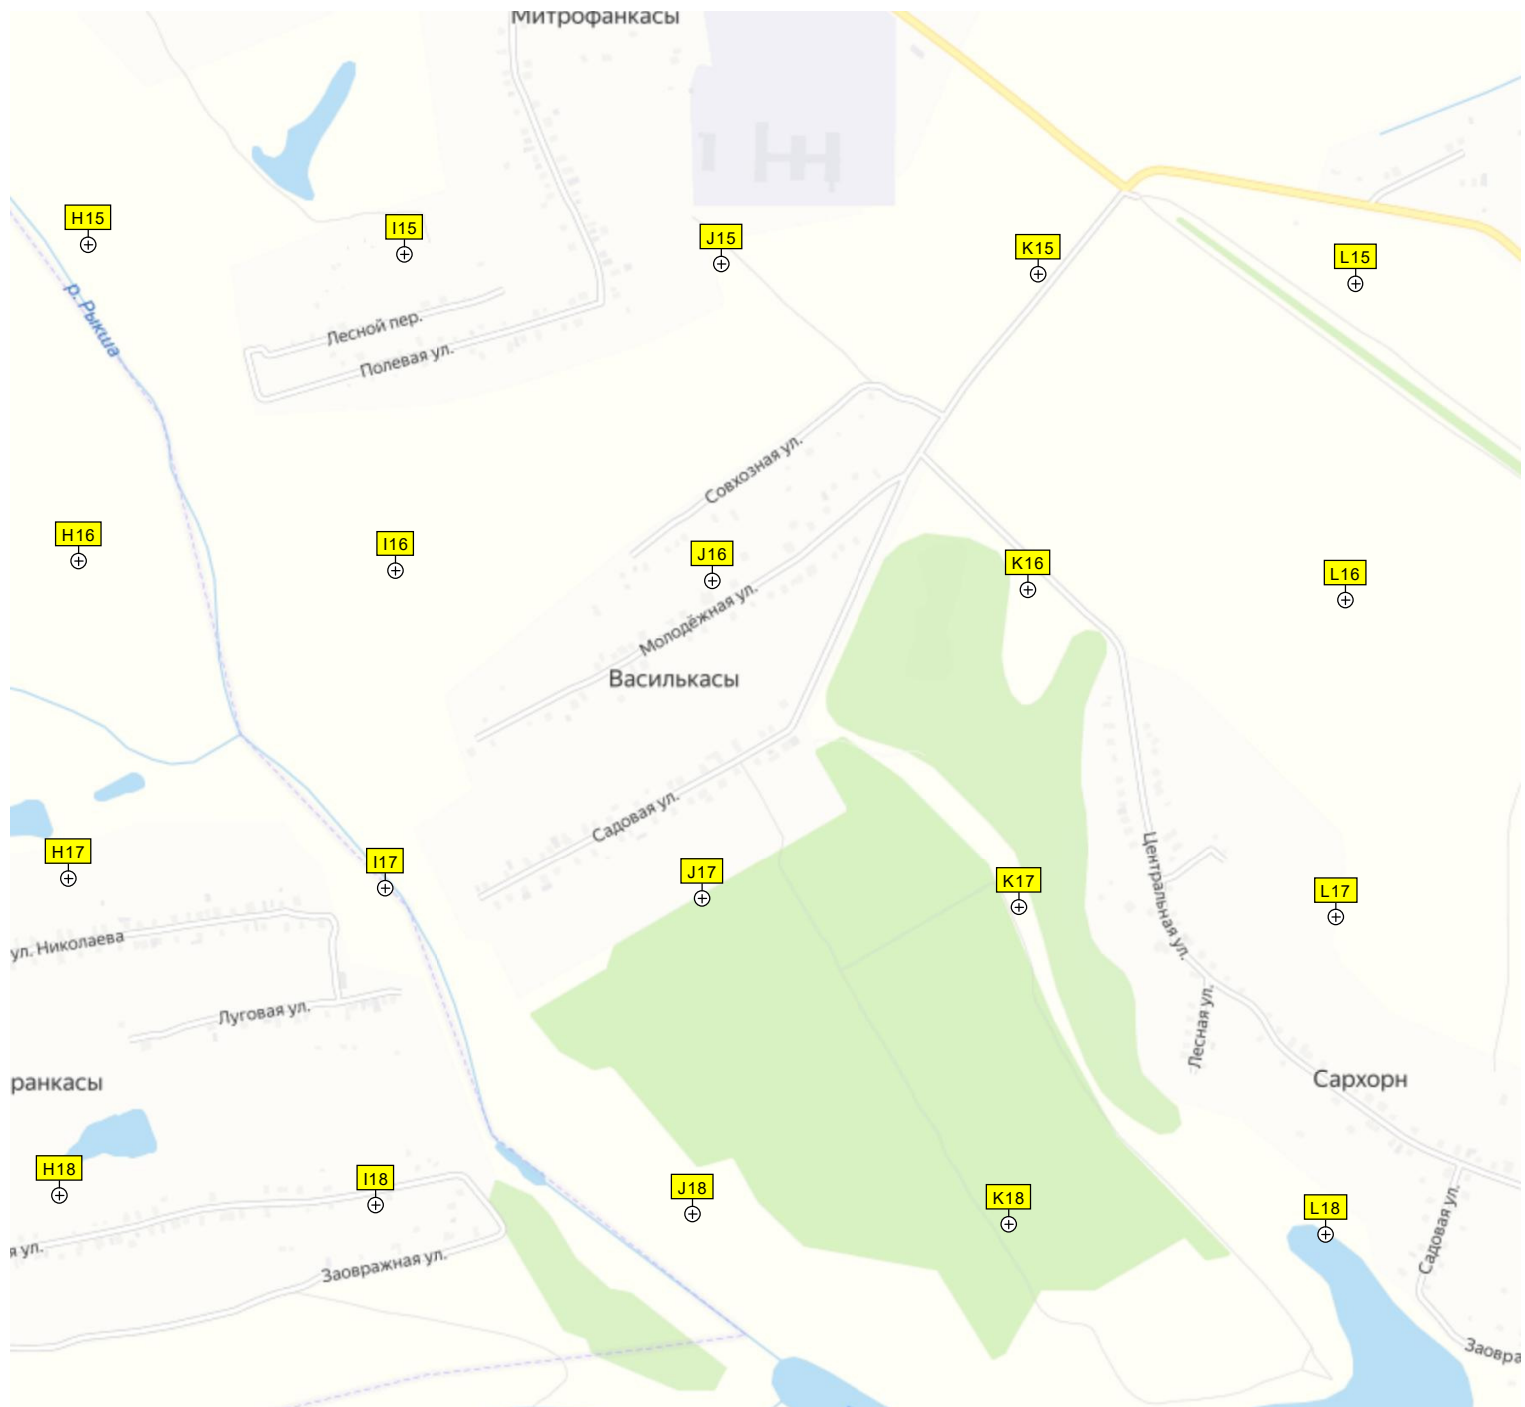 Митрофанкасы
H15
I15
J15
K15
L15
р. Рыкша
Лесной пер.
Полевая ул.
Совхозная ул.
H16
I16
J16
K16
L16
Молодёжная ул.
Василькасы
Садовая ул.
H17
I17
J17
K17
L17
Центральная ул.
ул. Николаева
Луговая ул.
Лесная ул.
ранкасы
Сархорн
H18
I18
J18
K18
L18
Садовая ул.
я ул.
Заовражная ул.
Заовра